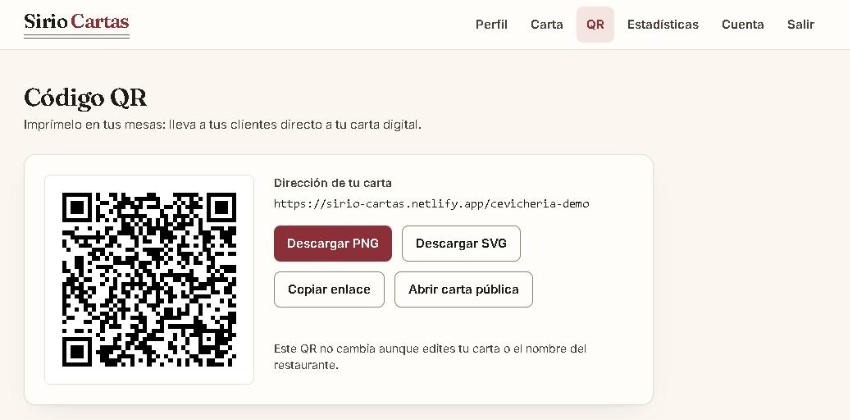 Sirio Cartas
Perfil Carta QR Estadísticas Cuenta Salir
Código QR
Imprímelo en tus mesas: lleva a tus clientes directo a tu carta digital.
Dirección de tu carta
https://sirio-cartas.netlify.app/cevicheria-demo
Descargar PNG Descargar SVG
Copiar enlace Abrir carta pública
Este QR no cambia aunque edites tu carta o el nombre del
restaurante.